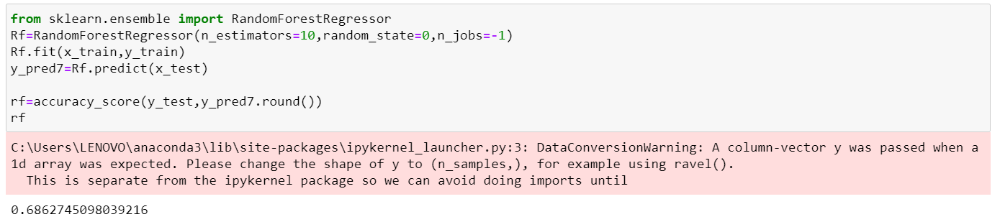 from sklearn.ensemble import RandomForestRegressor
Rf=RandomForestRegressor(n_estimators=10,random_state=0,n_jobs=-1)
Rf.fit(x_train,y_train)
y_pred7=Rf.predict(x_test)
rf=accuracy_score(y_test,y_pred7.round())
rf
C:\Users\LENOVO\anaconda3\lib\site-packages\ipykernel_launcher.py:3: DataConversionWarning: A column-vector y was passed when a
1d array was expected. Please change the shape of y to (n_samples,), for example using ravel().
  This is separate from the ipykernel package so we can avoid doing imports until
0.6862745098039216